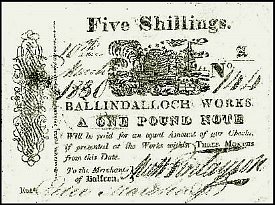 Five Shillings.
10th
March
No. 144
1830
BALLINDALLOCH WORKS.
A ONE POUND NOTE
Will be paid for an equal Amount of our Checks,
if presented at the Works within THREE MONTHS
from this Date.
To the Merchants
of Balfron.